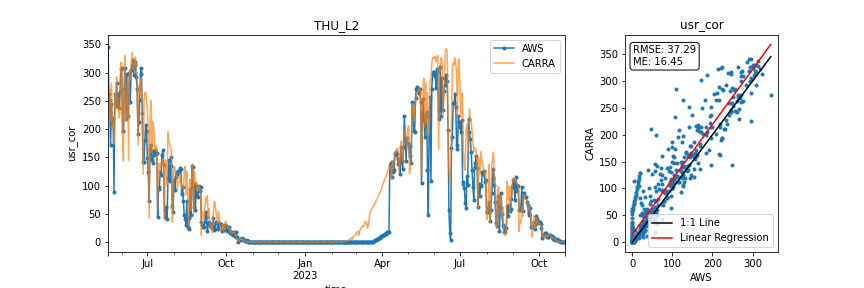 THU_L2
usr_cor
350
300
250
200
150
100
50
0
AWS
CARRA
Jul
Oct
Jan
2023
Apr
Jul
Oct
time
usr_cor
usr_cor
CARRA
350
300
250
200
150
100
50
0
RMSE: 37.29
ME: 16.45
1:1 Line
Linear Regression
0
100
200
300
AWS